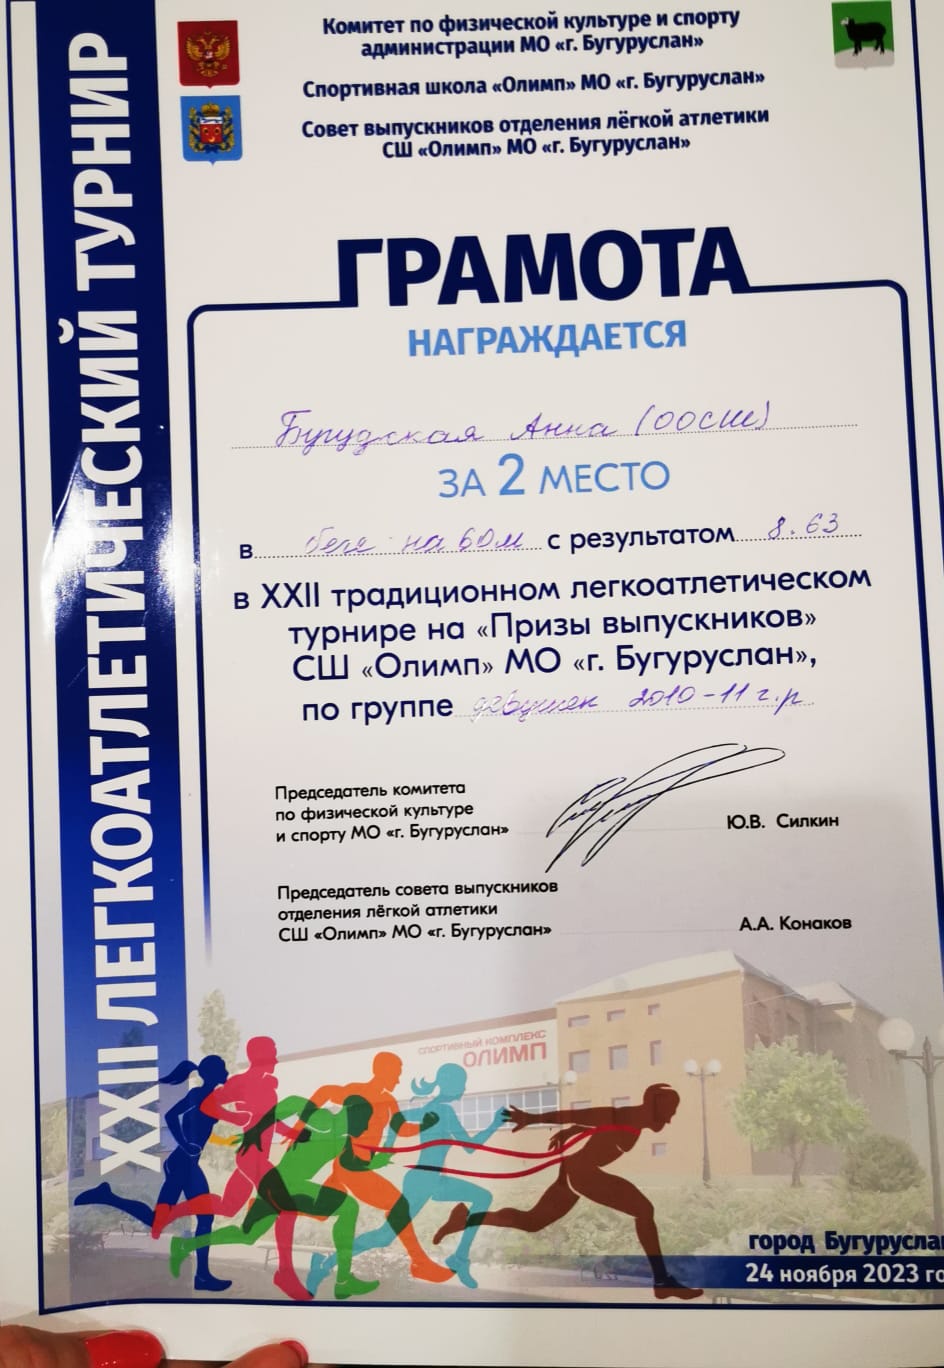 XXII ЛЕГКОАТЛЕТИЧЕСКИЙ ТУРНИР
Комитет по физической культуре и спорту
администрации МО «г. Бугуруслан»
Спортивная школа «Олимп» МО «г. Бугуруслан»
Совет выпускников отделения лёгкой атлетики
СШ «Олимп» МО «г. Бугуруслан»
ГРАМОТА
НАГРАЖДАЕТСЯ
Анна (ООСШ)
ЗА 2 МЕСТО
в беге на 60м с результатом 8.63
в XXII традиционном легкоатлетическом
турнире на «Призы выпускников»
СШ «Олимп» МО «г. Бугуруслан»,
по группе девушек 2010-11 г.р
Председатель комитета
по физической культуре
и спорту МО «г. Бугуруслан»
Ю.В. Силкин
Председатель совета выпускников
отделения лёгкой атлетики
СШ «Олимп» МО «г. Бугуруслан»
А.А. Конаков
СПОРТИВНЫЙ КОМПЛЕКС
ОЛИМП
город Бугурусла
24 ноября 2023 го